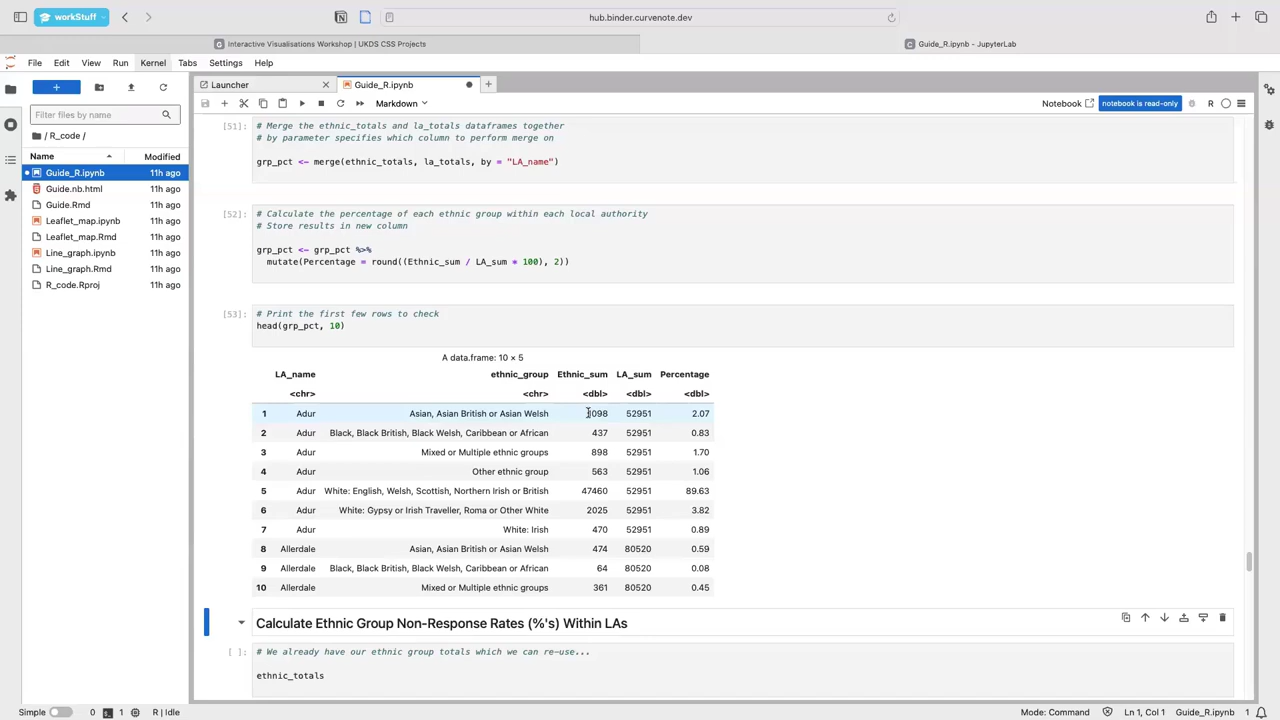 workStuff
hub.binder.curvenote.dev
Interactive Visualisations Workshop | UKDS CSS Projects
Guide_R.ipynb - JupyterLab
File Edit View Run Kernel Tabs Settings Help
Launcher
Guide_R.ipynb
Markdown
Notebook
notebook is read-only
R
Filter files by name
/ R_code /
Name Modified
Guide_R.ipynb 11h ago
Guide.nb.html 11h ago
Guide.Rmd 11h ago
Leaflet_map.ipynb 11h ago
Leaflet_map.Rmd 11h ago
Line_graph.ipynb 11h ago
Line_graph.Rmd 11h ago
R_code.Rproj 11h ago
[51]: # Merge the ethnic_totals and la_totals dataframes together
# by parameter specifies which column to perform merge on
grp_pct <- merge(ethnic_totals, la_totals, by = "LA_name")
[52]: # Calculate the percentage of each ethnic group within each local authority
# Store results in new column
grp_pct <- grp_pct %>%
mutate(Percentage = round((Ethnic_sum / LA_sum * 100), 2))
[53]: # Print the first few rows to check
head(grp_pct, 10)
A data.frame: 10 × 5
LA_name ethnic_group Ethnic_sum LA_sum Percentage
<chr> <chr> <dbl> <dbl> <dbl>
1 Adur Asian, Asian British or Asian Welsh 1098 52951 2.07
2 Adur Black, Black British, Black Welsh, Caribbean or African 437 52951 0.83
3 Adur Mixed or Multiple ethnic groups 898 52951 1.70
4 Adur Other ethnic group 563 52951 1.06
5 Adur White: English, Welsh, Scottish, Northern Irish or British 47460 52951 89.63
6 Adur White: Gypsy or Irish Traveller, Roma or Other White 2025 52951 3.82
7 Adur White: Irish 470 52951 0.89
8 Allerdale Asian, Asian British or Asian Welsh 474 80520 0.59
9 Allerdale Black, Black British, Black Welsh, Caribbean or African 64 80520 0.08
10 Allerdale Mixed or Multiple ethnic groups 361 80520 0.45
Calculate Ethnic Group Non-Response Rates (%'s) Within LAs
[ ]: # We already have our ethnic group totals which we can re-use...
ethnic_totals
Simple 0 1 R | Idle
Mode: Command Ln 1, Col 1 Guide_R.ipynb 1